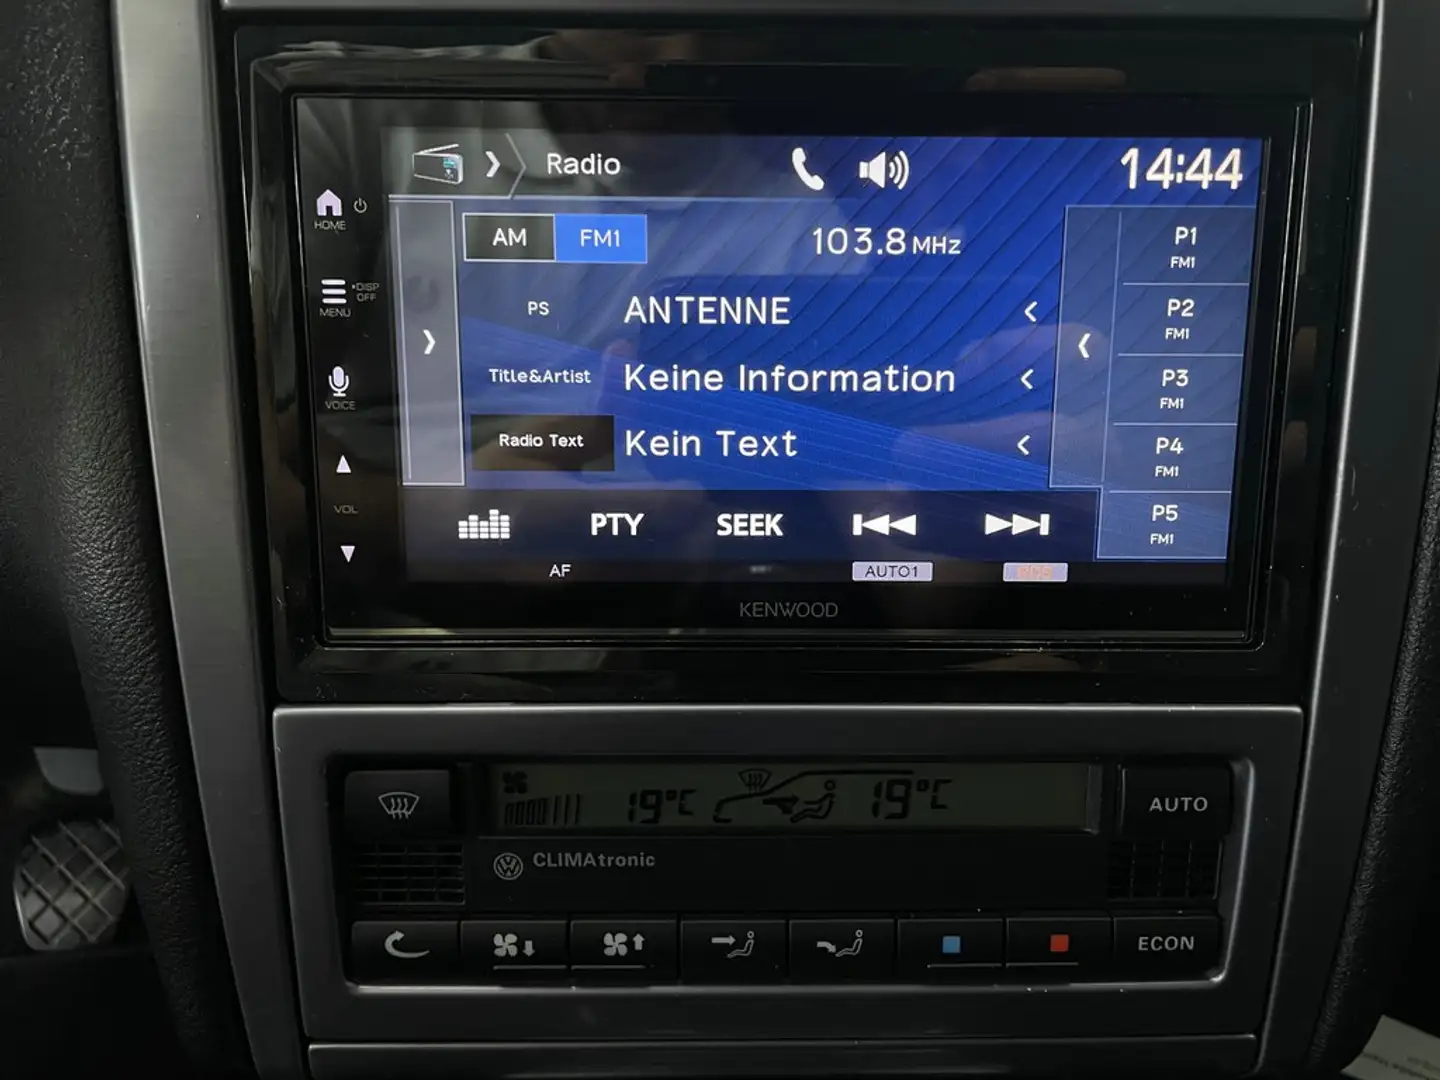 Radio
14:44
HOME
AM FM1
103.8 MHz
P1
FM1
DISP
OFF
MENU
PS ANTENNE
P2
FM1
Title&Artist Keine Information
P3
FM1
VOICE
Radio Text Kein Text
P4
FM1
VOL
PTY SEEK
P5
FM1
AF
AUTO1
RDS
KENWOOD
19°C 19°C
AUTO
CLIMAtronic
ECON